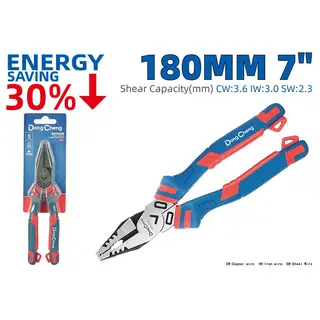 ENERGY
SAVING
30%
180MM 7"
Shear Capacity(mm) CW:3.6 IW:3.0 SW:2.3
DongCheng
DongCheng
CW=Copper wire IW=Iron wire SW=Steel Wire